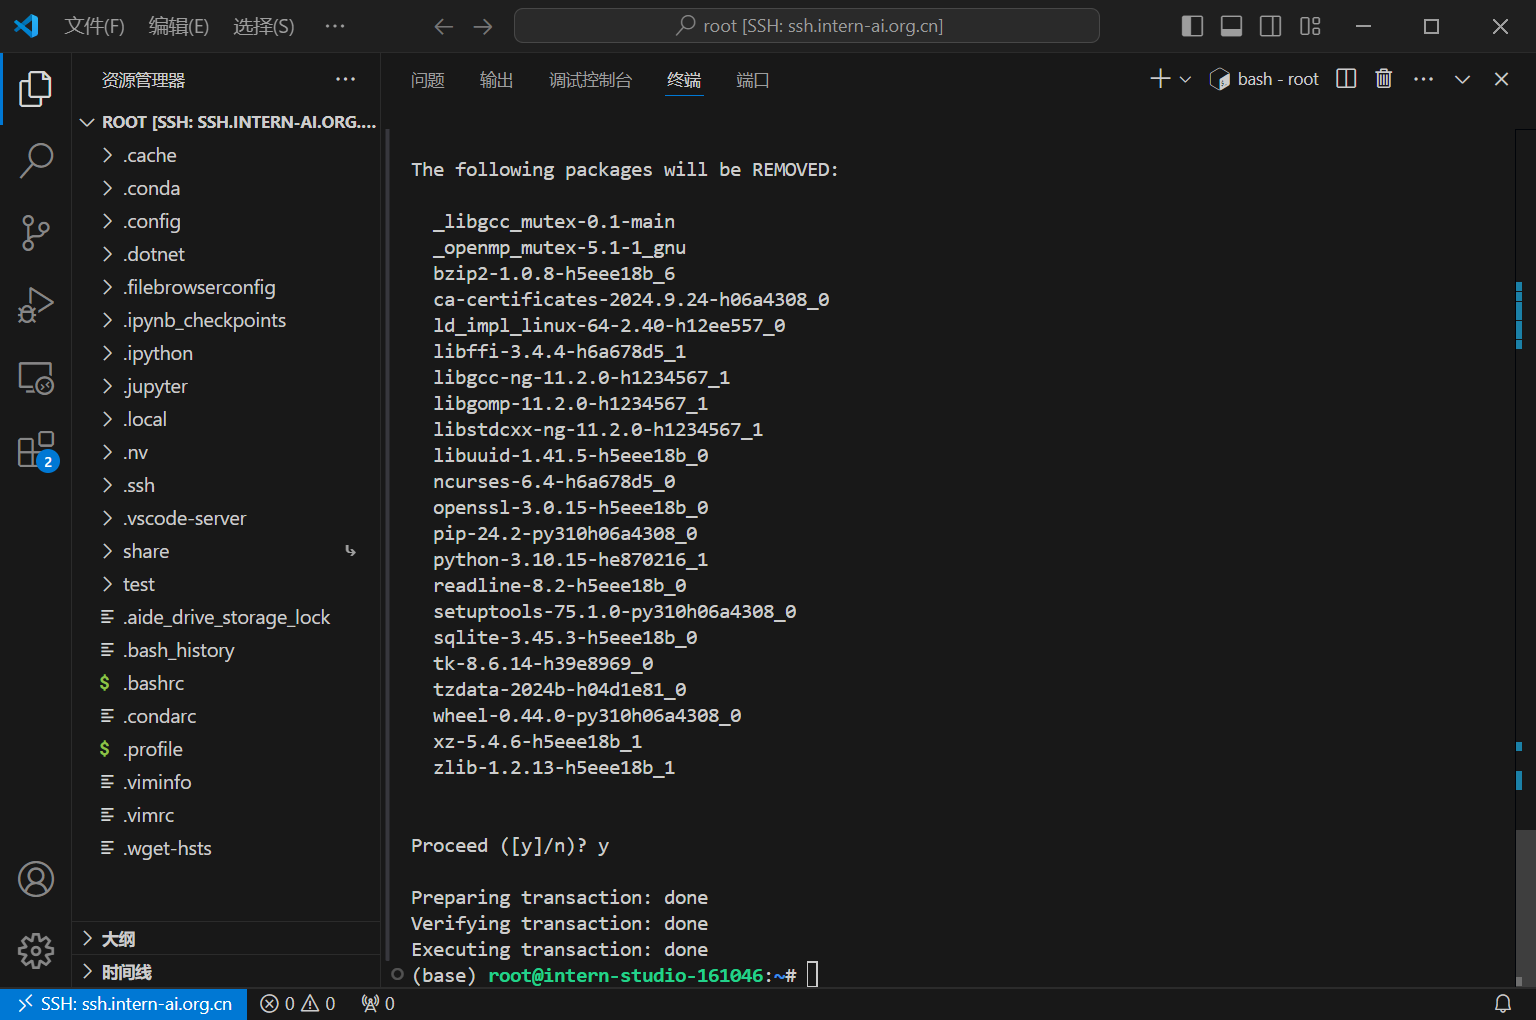 文件(F) 编辑(E) 选择(S) ··· root [SSH: ssh.intern-ai.org.cn]
资源管理器 ···
ROOT [SSH: SSH.INTERN-AI.ORG....
.cache
.conda
.config
.dotnet
.filebrowserconfig
.ipynb_checkpoints
.ipython
.jupyter
.local
.nv
.ssh
.vscode-server
share
test
.aide_drive_storage_lock
.bash_history
$ .bashrc
.condarc
$ .profile
.viminfo
.vimrc
.wget-hsts
大纲
时间线
2
问题 输出 调试控制台 终端 端口 bash - root ···
The following packages will be REMOVED:
_libgcc_mutex-0.1-main
_openmp_mutex-5.1-1_gnu
bzip2-1.0.8-h5eee18b_6
ca-certificates-2024.9.24-h06a4308_0
ld_impl_linux-64-2.40-h12ee557_0
libffi-3.4.4-h6a678d5_1
libgcc-ng-11.2.0-h1234567_1
libgomp-11.2.0-h1234567_1
libstdcxx-ng-11.2.0-h1234567_1
libuuid-1.41.5-h5eee18b_0
ncurses-6.4-h6a678d5_0
openssl-3.0.15-h5eee18b_0
pip-24.2-py310h06a4308_0
python-3.10.15-he870216_1
readline-8.2-h5eee18b_0
setuptools-75.1.0-py310h06a4308_0
sqlite-3.45.3-h5eee18b_0
tk-8.6.14-h39e8969_0
tzdata-2024b-h04d1e81_0
wheel-0.44.0-py310h06a4308_0
xz-5.4.6-h5eee18b_1
zlib-1.2.13-h5eee18b_1
Proceed ([y]/n)? y
Preparing transaction: done
Verifying transaction: done
Executing transaction: done
(base) root@intern-studio-161046:~#
SSH: ssh.intern-ai.org.cn 0 0 0